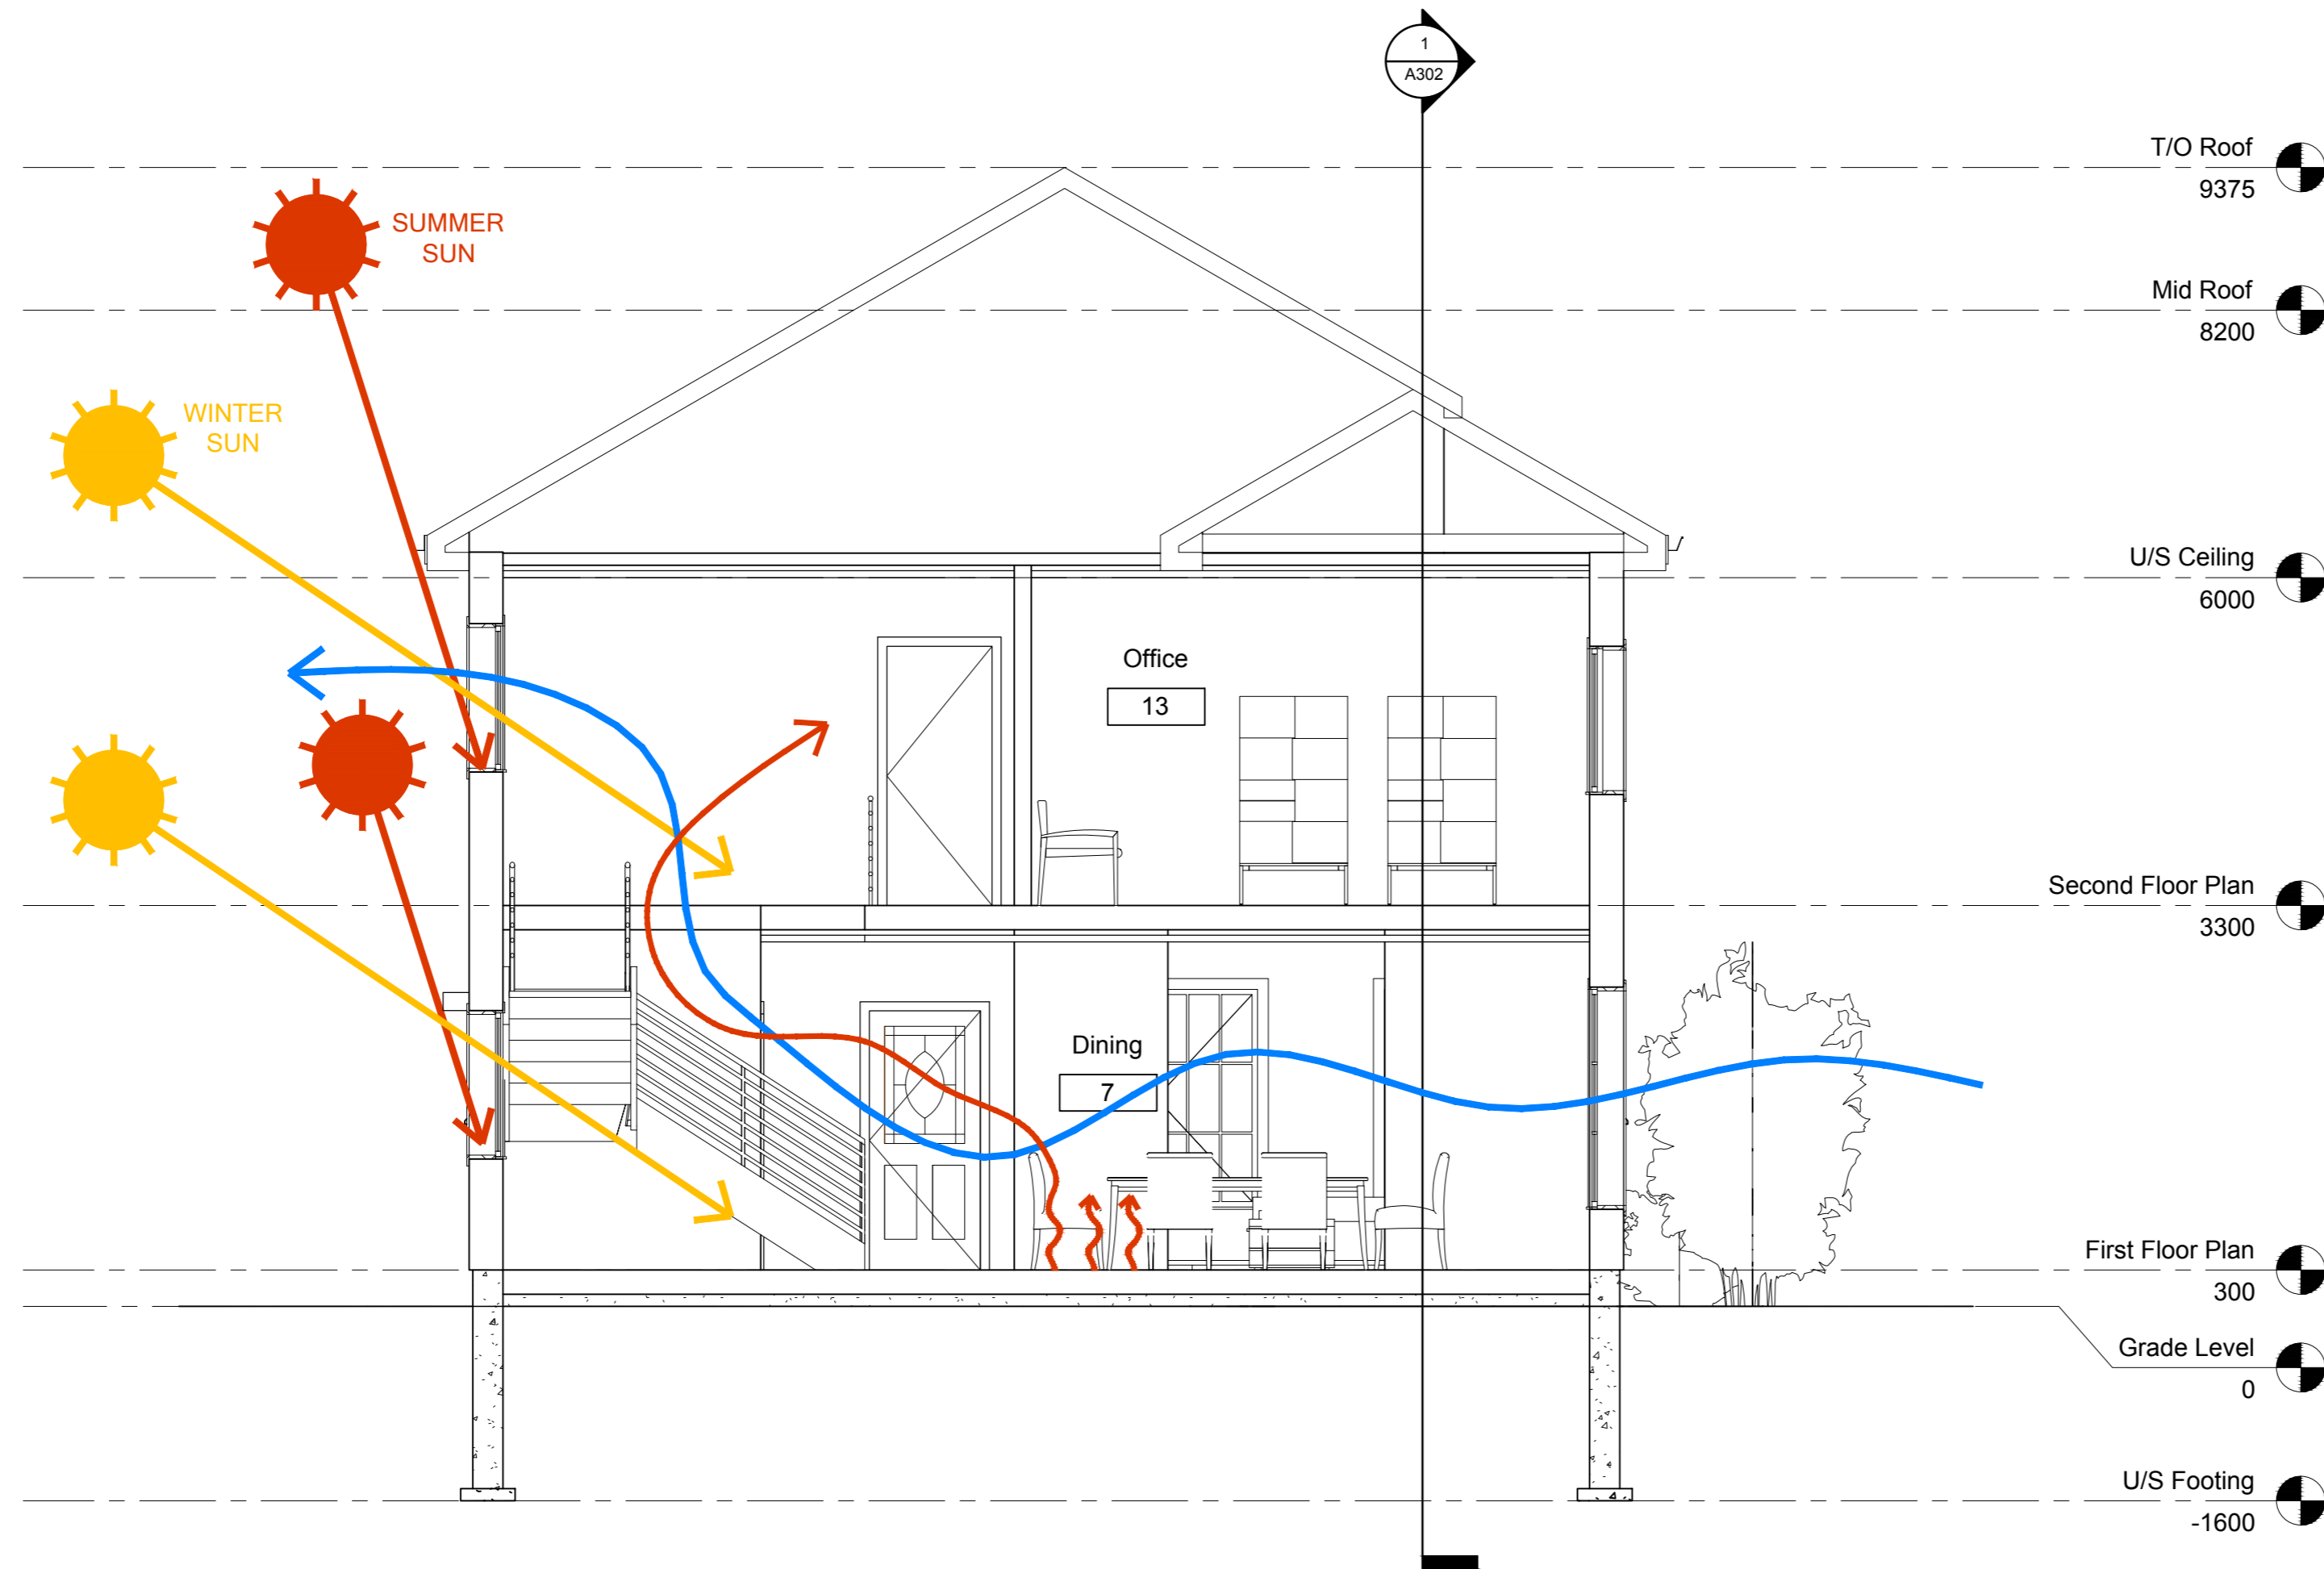 1
A302
T/O Roof
9375
SUMMER
SUN
Mid Roof
8200
WINTER
SUN
U/S Ceiling
6000
Office
13
Second Floor Plan
3300
Dining
7
First Floor Plan
300
Grade Level
0
U/S Footing
-1600